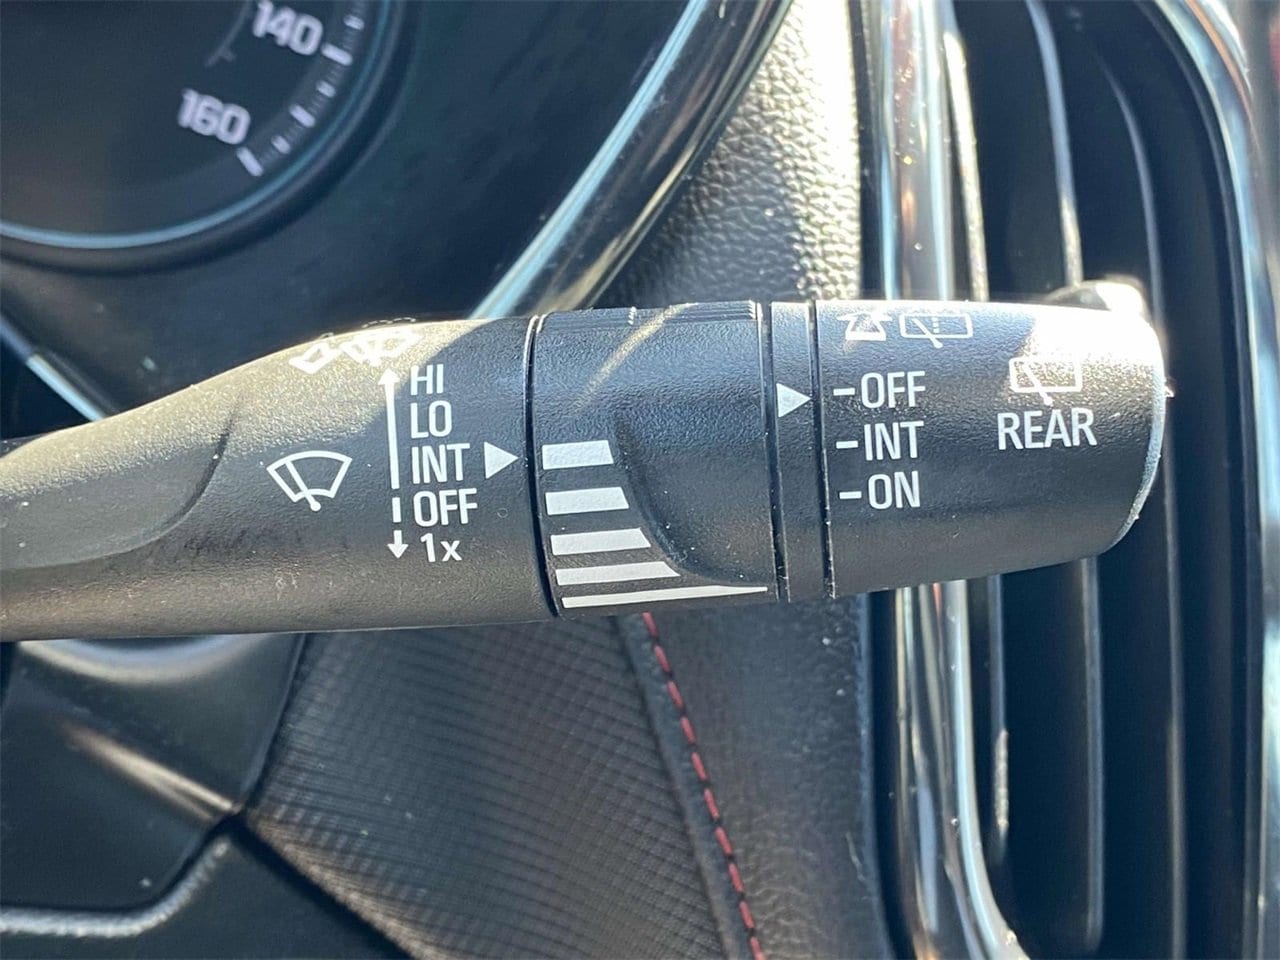 140
160
HI
LO
INT
OFF
1x
-OFF
-INT
-ON
REAR